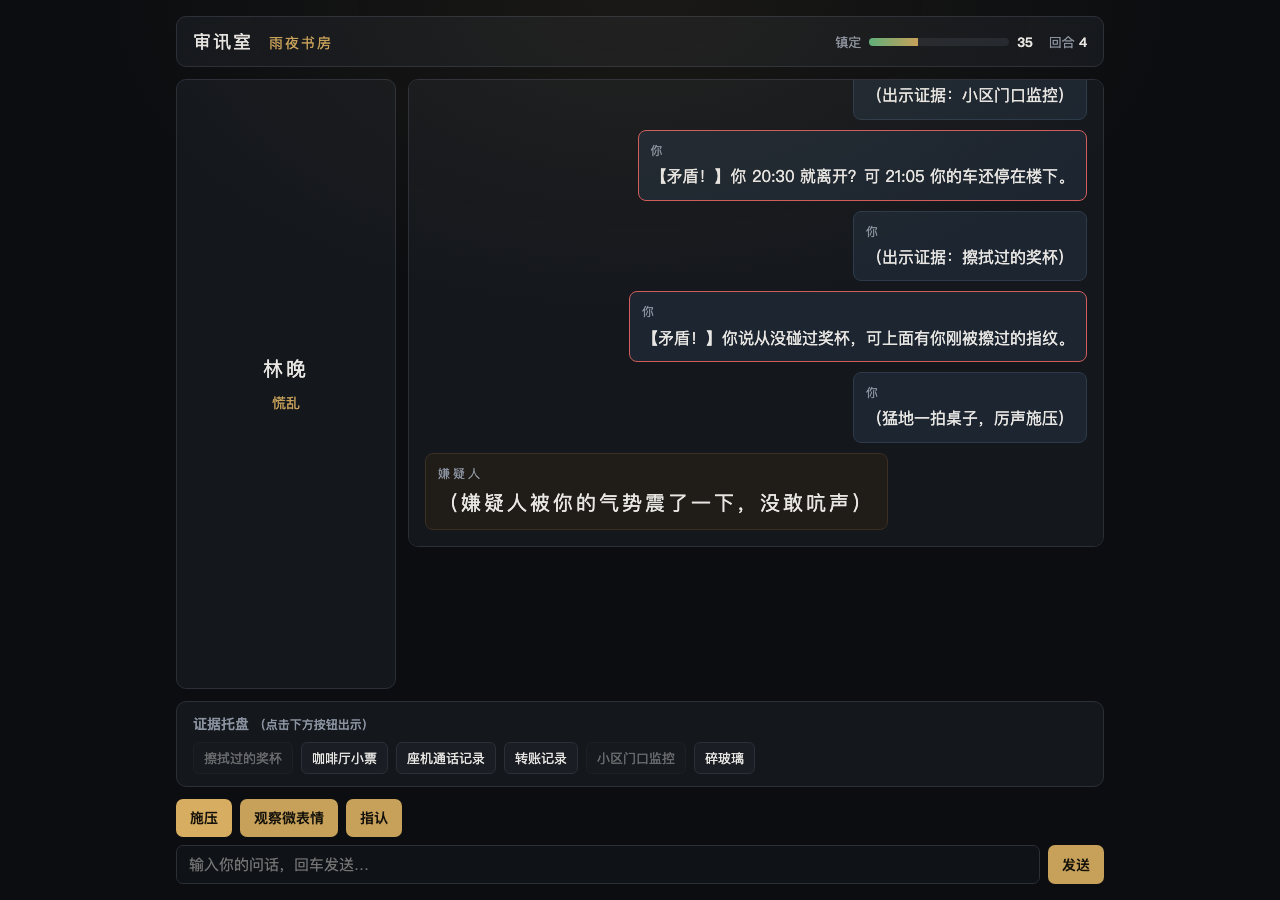 审讯室 雨夜书房 镇定 35 回合 4
林晚
慌乱
（出示证据：小区门口监控）
你
【矛盾！】你 20:30 就离开？可 21:05 你的车还停在楼下。
你
（出示证据：擦拭过的奖杯）
你
【矛盾！】你说从没碰过奖杯，可上面有你刚被擦过的指纹。
你
（猛地一拍桌子，厉声施压）
嫌疑人
（嫌疑人被你的气势震了一下，没敢吭声）
证据托盘 （点击下方按钮出示）
擦拭过的奖杯 咖啡厅小票 座机通话记录 转账记录 小区门口监控 碎玻璃
施压 观察微表情 指认
输入你的问话，回车发送… 发送